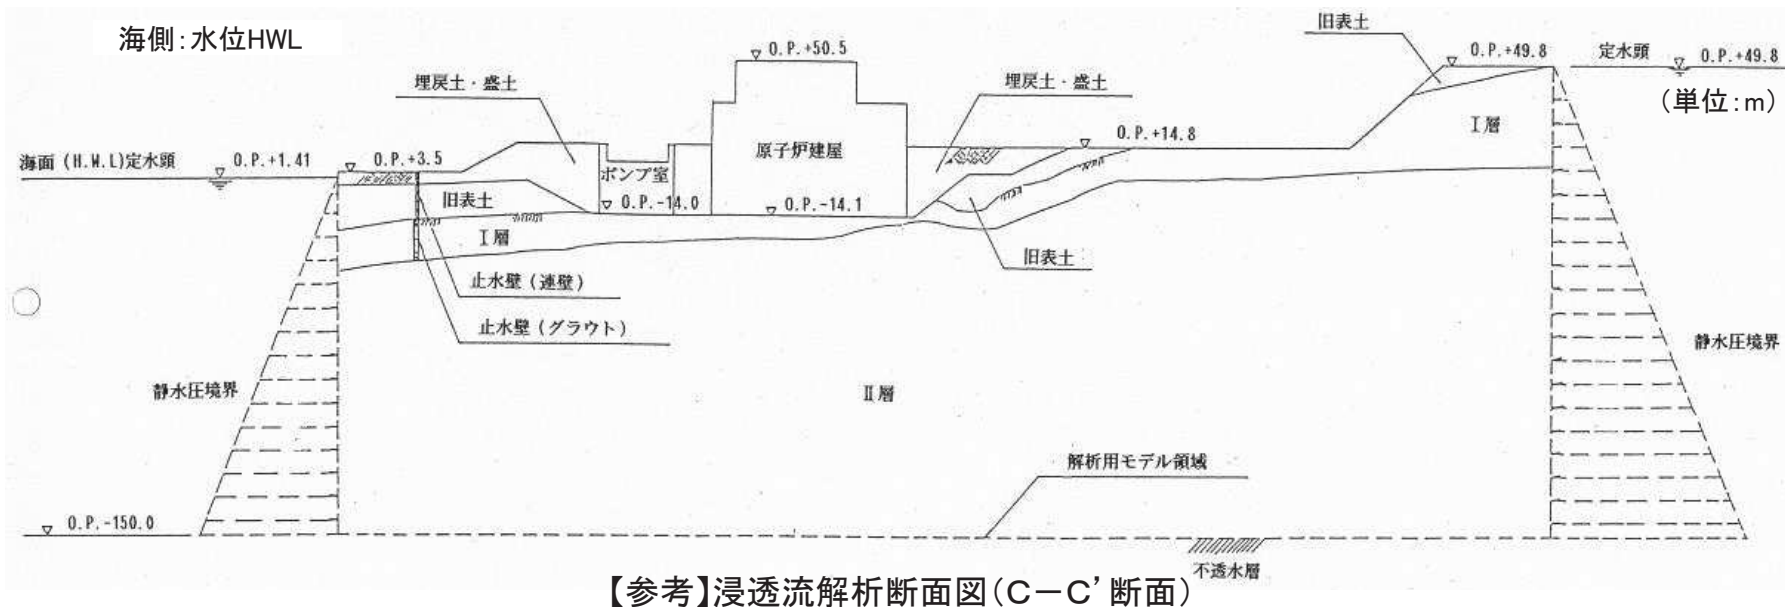 海側：水位HWL
旧表土
O.P.+50.5
O.P.+49.8
定水頭
O.P.+49.8
(単位：m)
埋戻土・盛土
埋戻土・盛土
I層
O.P.+14.8
海面(H.W.L)定水頭
O.P.+1.41
O.P.+3.5
原子炉建屋
ポンプ室
旧表土
O.P.-14.0
O.P.-14.1
I層
旧表土
止水壁(連壁)
止水壁(グラウト)
静水圧境界
静水圧境界
II層
解析用モデル領域
O.P.-150.0
不透水層
【参考】浸透流解析断面図(C－C’断面)